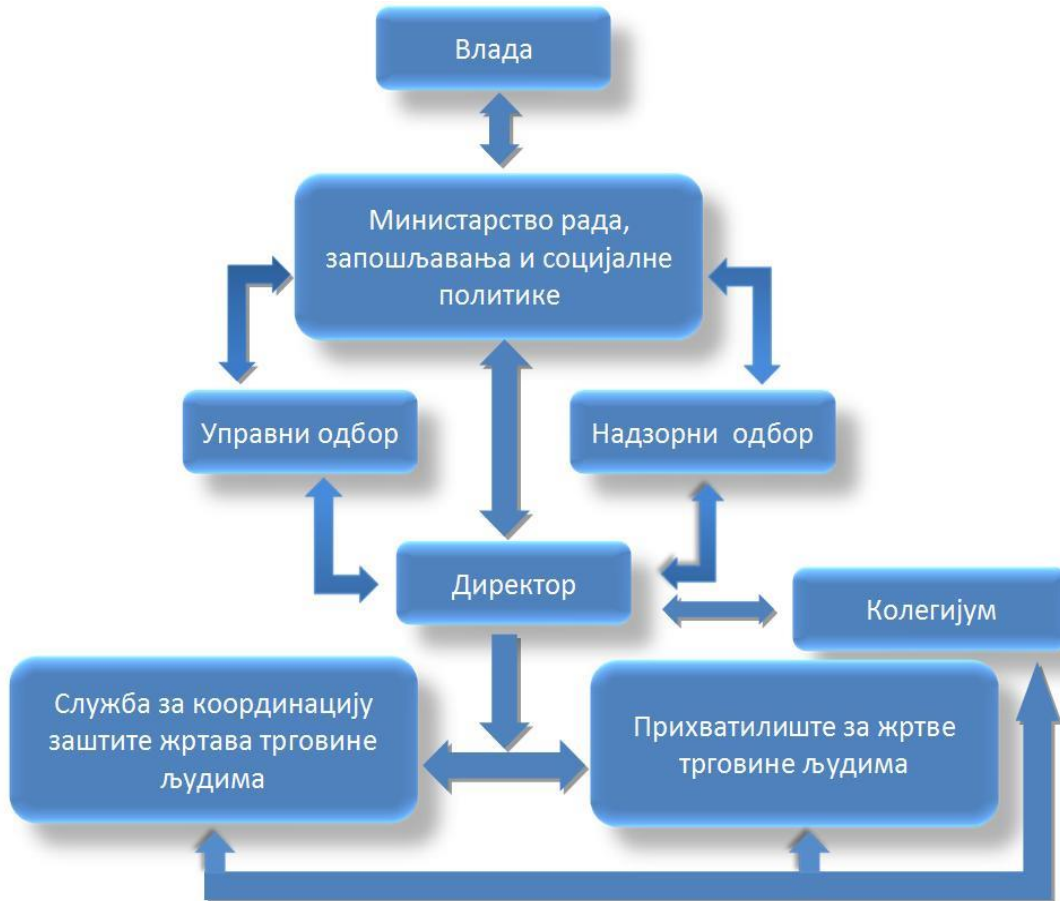 Влада
Министарство рада,
запошљавања и социјалне
политике
Управни одбор
Надзорни одбор
Директор
Колегијум
Служба за координацију
заштите жртава трговине
људима
Прихватилиште за жртве
трговине људима